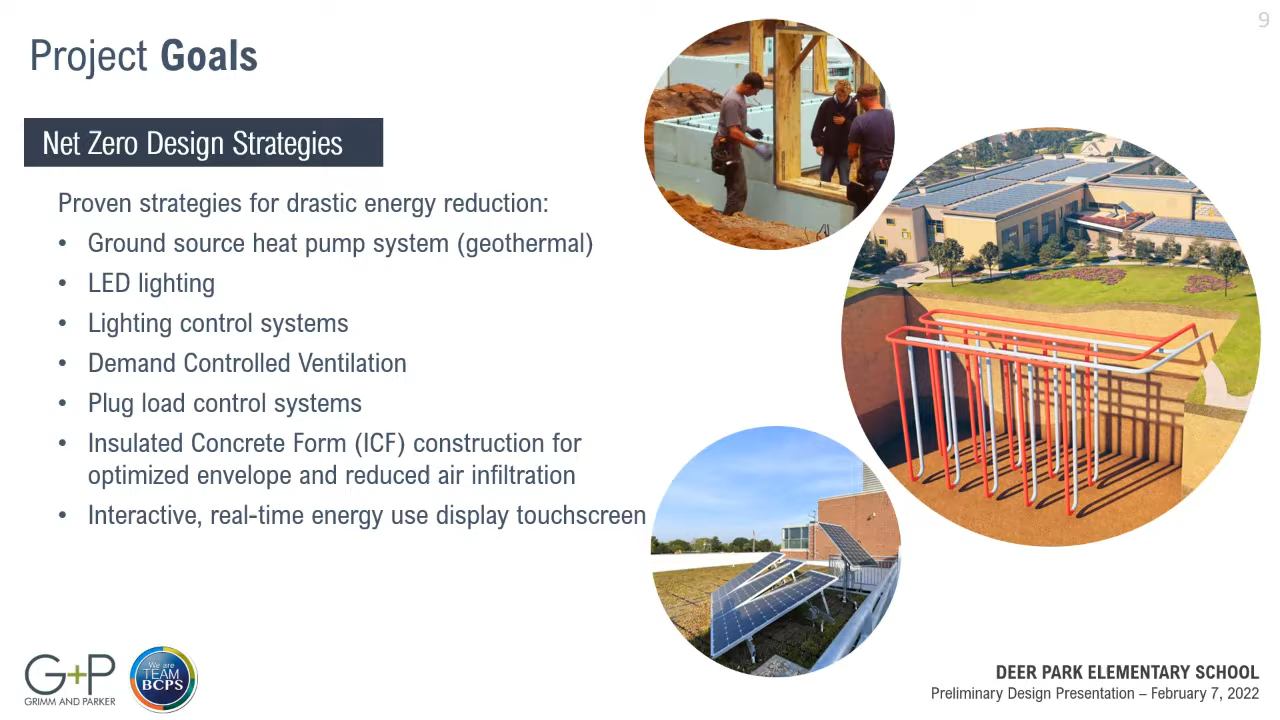 9
Project Goals
Net Zero Design Strategies
Proven strategies for drastic energy reduction:
• Ground source heat pump system (geothermal)
• LED lighting
• Lighting control systems
• Demand Controlled Ventilation
• Plug load control systems
• Insulated Concrete Form (ICF) construction for
optimized envelope and reduced air infiltration
• Interactive, real-time energy use display touchscreen
G+P
GRIMM AND PARKER
We are
TEAM
BCPS
DEER PARK ELEMENTARY SCHOOL
Preliminary Design Presentation – February 7, 2022